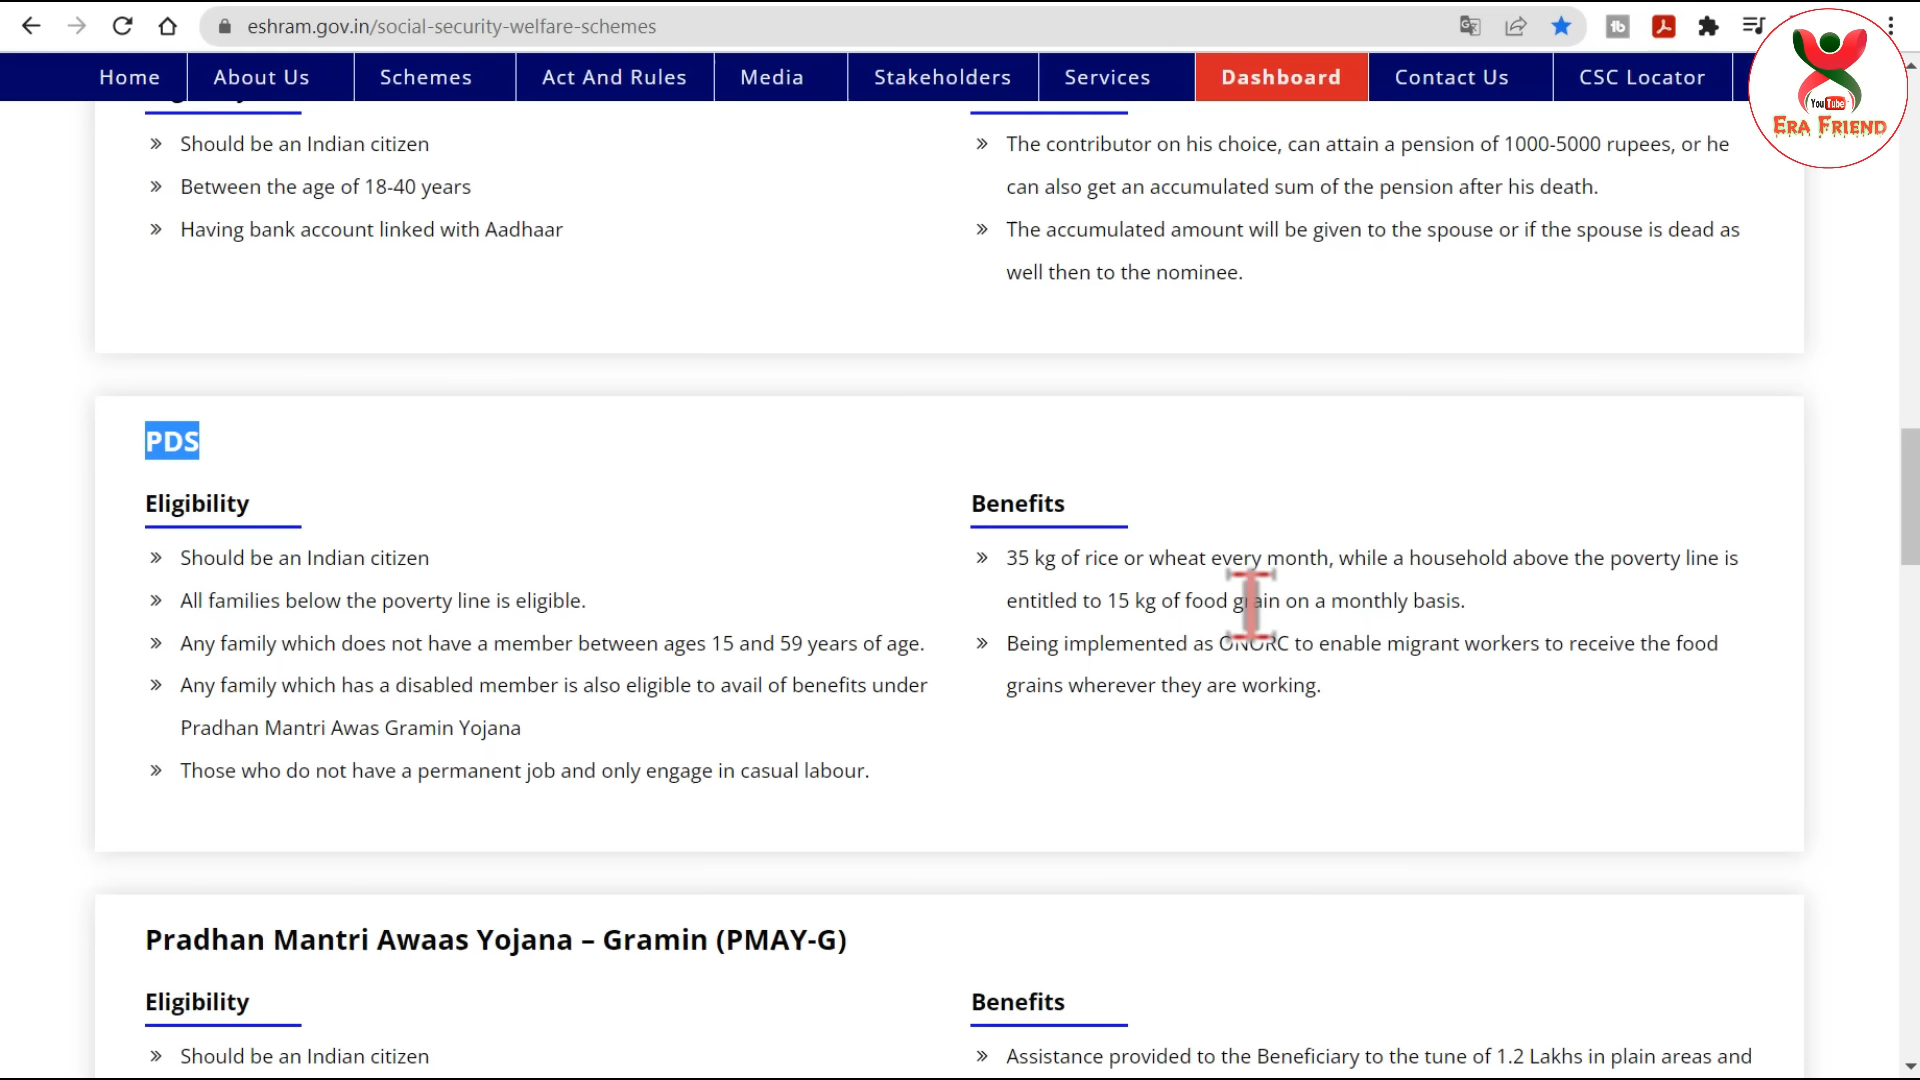 eshram.gov.in/social-security-welfare-schemes
Home About Us Schemes Act And Rules Media Stakeholders Services Dashboard Contact Us CSC Locator
YouTube
ERA FRIEND
Should be an Indian citizen
Between the age of 18-40 years
Having bank account linked with Aadhaar
The contributor on his choice, can attain a pension of 1000-5000 rupees, or he
can also get an accumulated sum of the pension after his death.
The accumulated amount will be given to the spouse or if the spouse is dead as
well then to the nominee.
PDS
Eligibility
Should be an Indian citizen
All families below the poverty line is eligible.
Any family which does not have a member between ages 15 and 59 years of age.
Any family which has a disabled member is also eligible to avail of benefits under
Pradhan Mantri Awas Gramin Yojana
Those who do not have a permanent job and only engage in casual labour.
Benefits
35 kg of rice or wheat every month, while a household above the poverty line is
entitled to 15 kg of food grain on a monthly basis.
Being implemented as ONORC to enable migrant workers to receive the food
grains wherever they are working.
Pradhan Mantri Awaas Yojana – Gramin (PMAY-G)
Eligibility
Should be an Indian citizen
Benefits
Assistance provided to the Beneficiary to the tune of 1.2 Lakhs in plain areas and